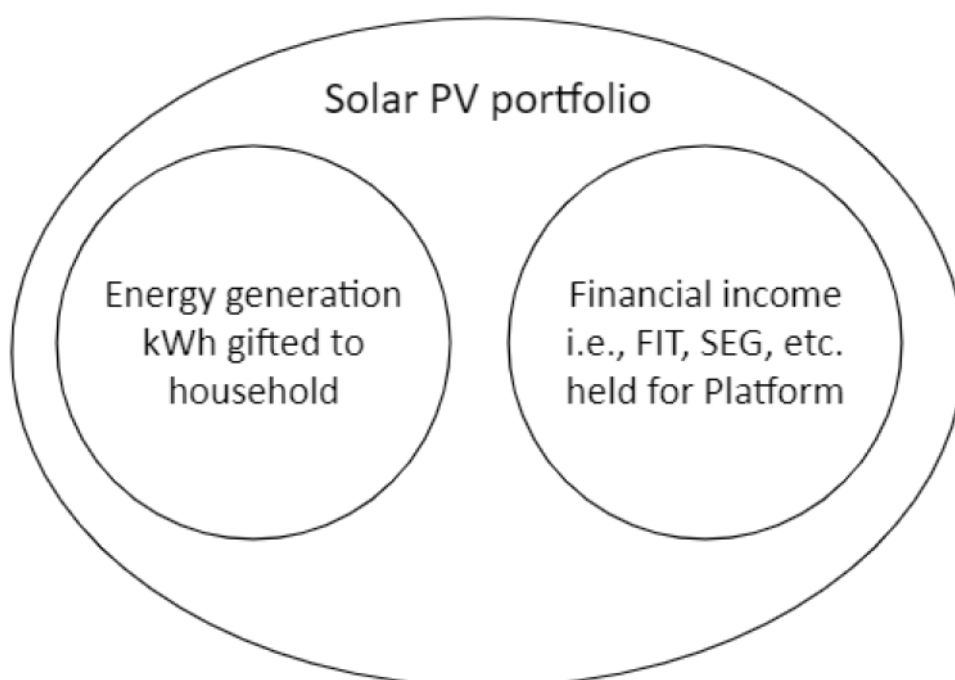 Solar PV portfolio
Energy generation
kWh gifted to
household
Financial income
i.e., FIT, SEG, etc.
held for Platform